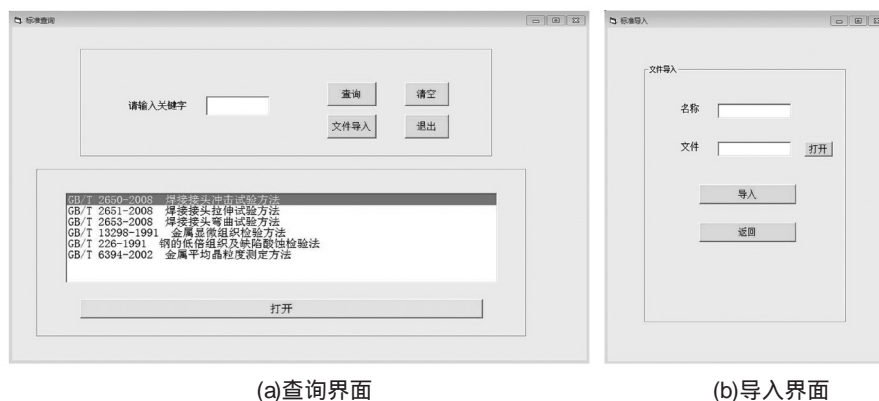 标准查询
请输入关键字
查询
清空
文件导入
退出
GB/T 2650-2008 焊接接头冲击试验方法
GB/T 2651-2008 焊接接头拉伸试验方法
GB/T 2653-2008 焊接接头弯曲试验方法
GB/T 13298-1991 金属显微组织检验方法
GB/T 226-1991 钢的低倍组织及缺陷酸蚀检验法
GB/T 6394-2002 金属平均晶粒度测定方法
打开
(a)查询界面
标准导入
文件导入
名称
文件
打开
导入
返回
(b)导入界面